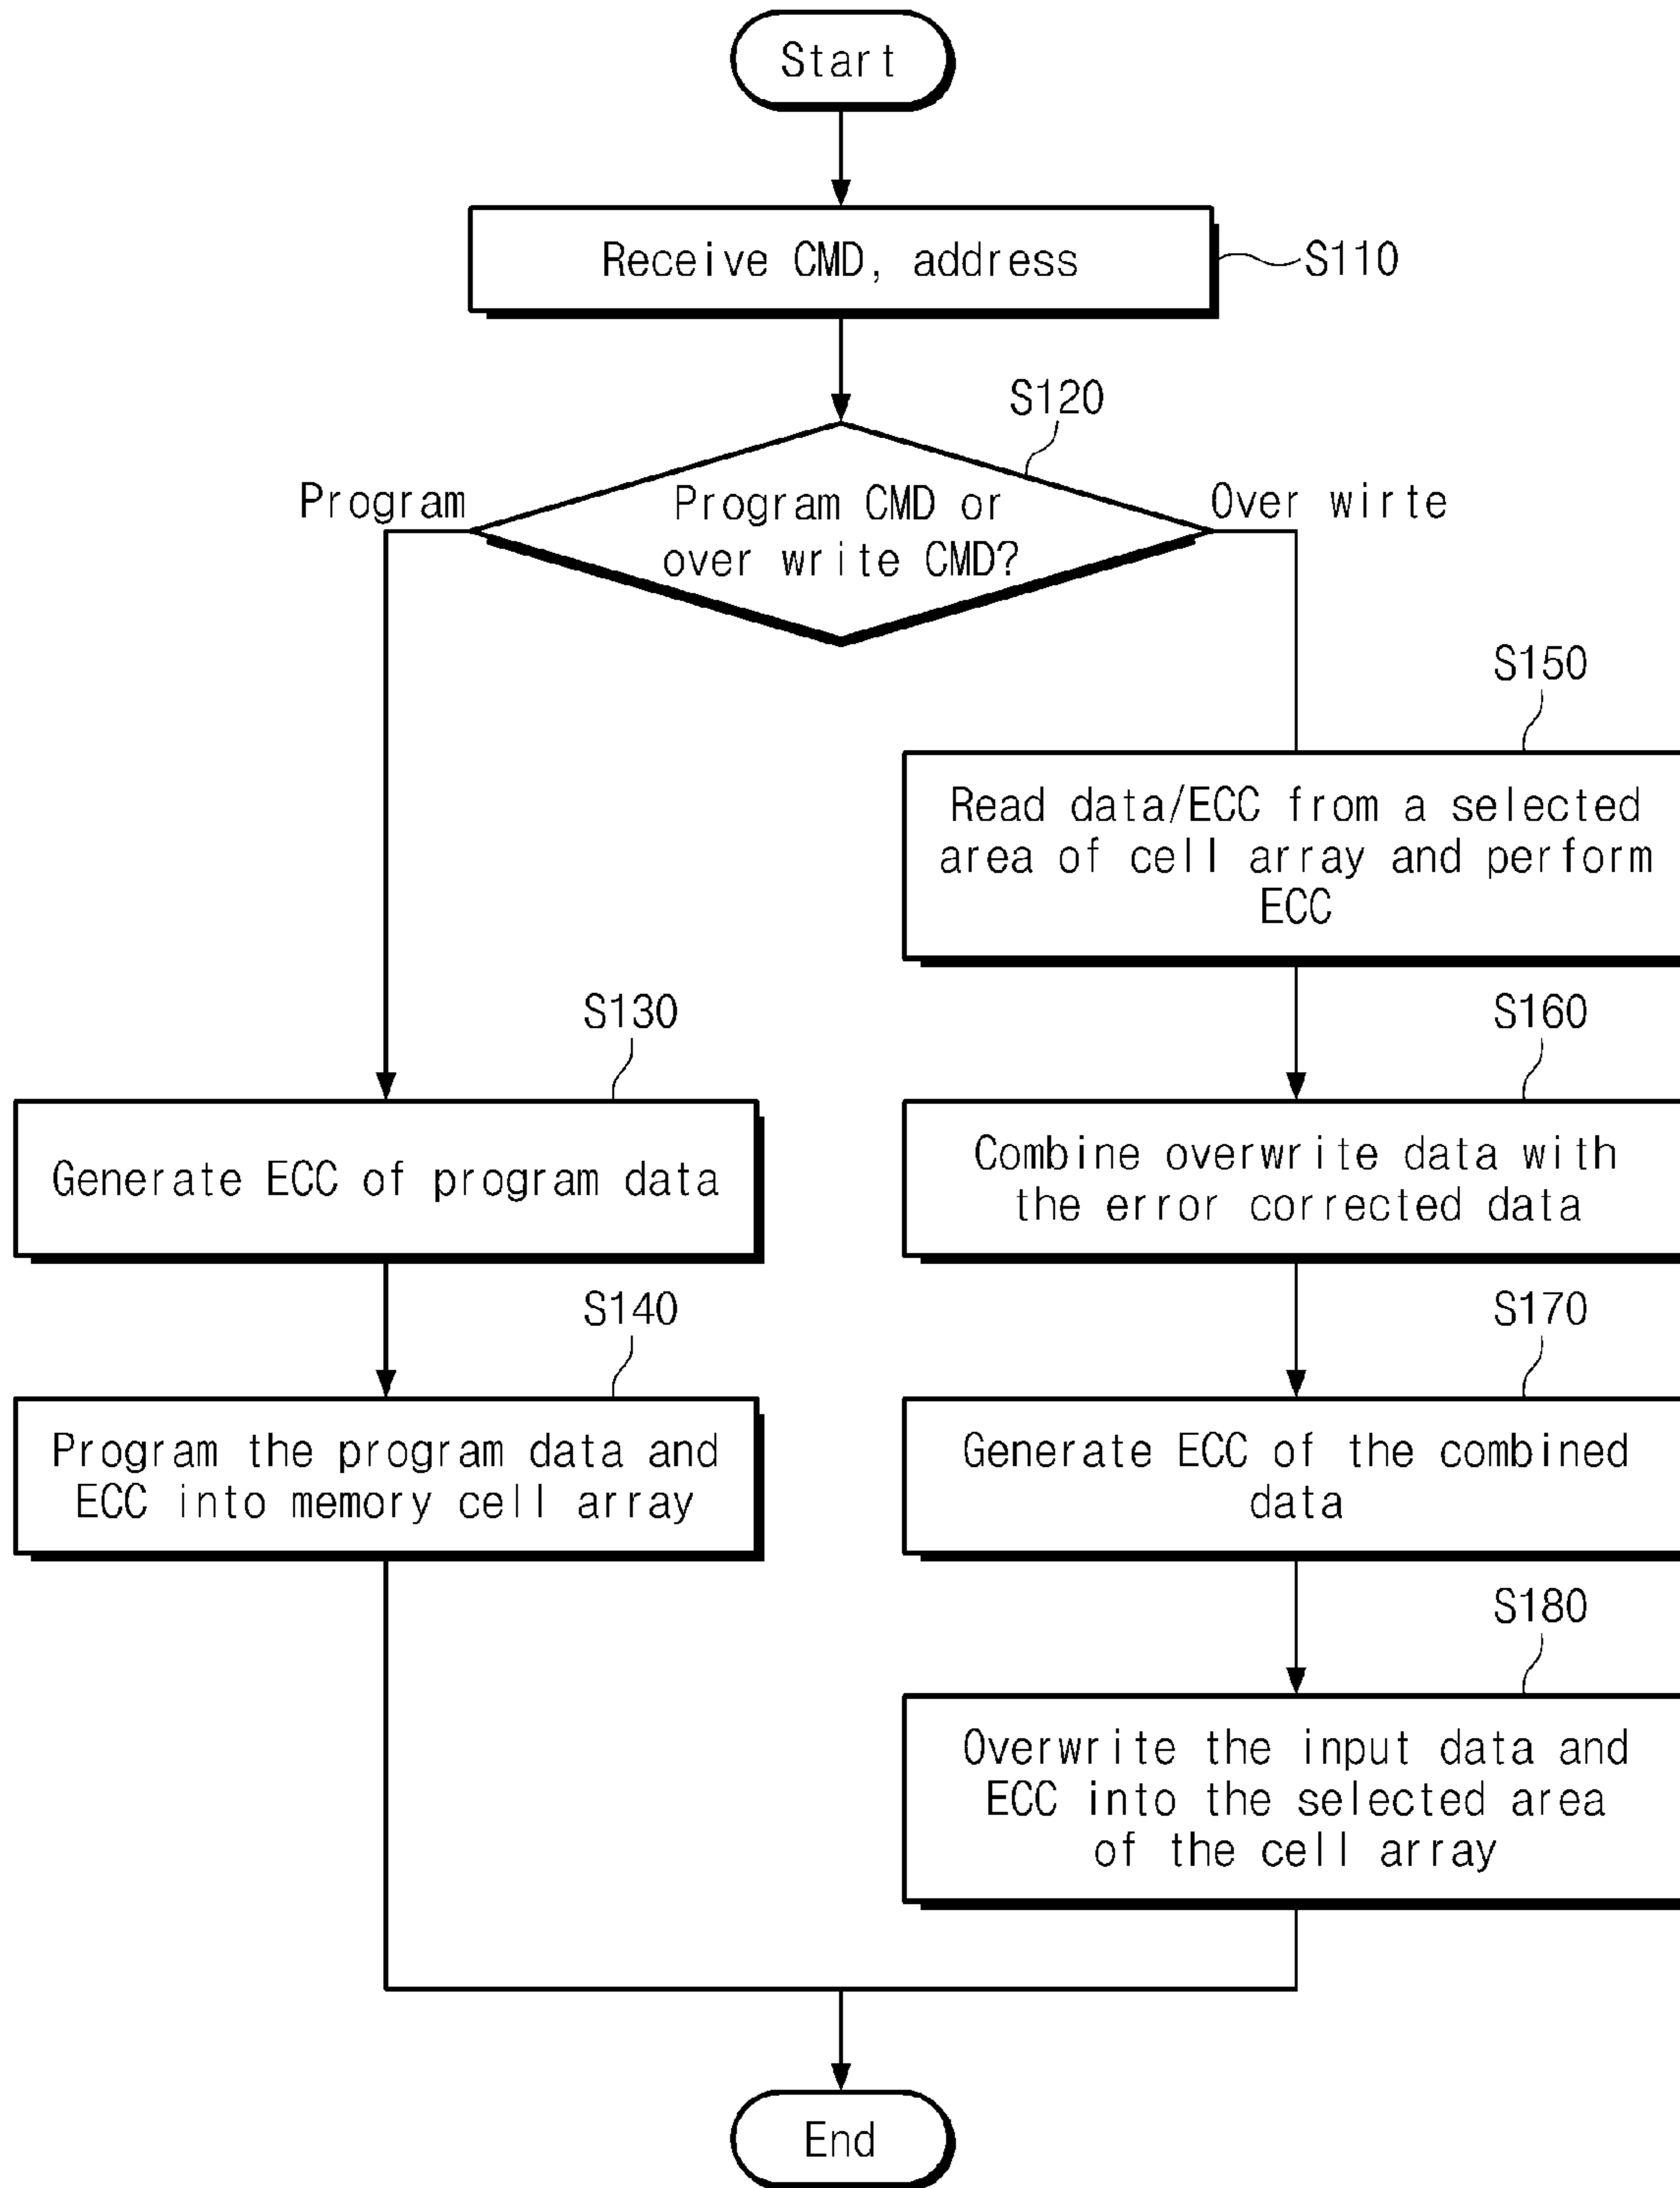 Start
Receive CMD, address
S110
S120
Program
Program CMD or
over write CMD?
Over wirte
S150
Read data/ECC from a selected
area of cell array and perform
ECC
S130
Generate ECC of program data
S160
Combine overwrite data with
the error corrected data
S140
Program the program data and
ECC into memory cell array
S170
Generate ECC of the combined
data
S180
Overwrite the input data and
ECC into the selected area
of the cell array
End